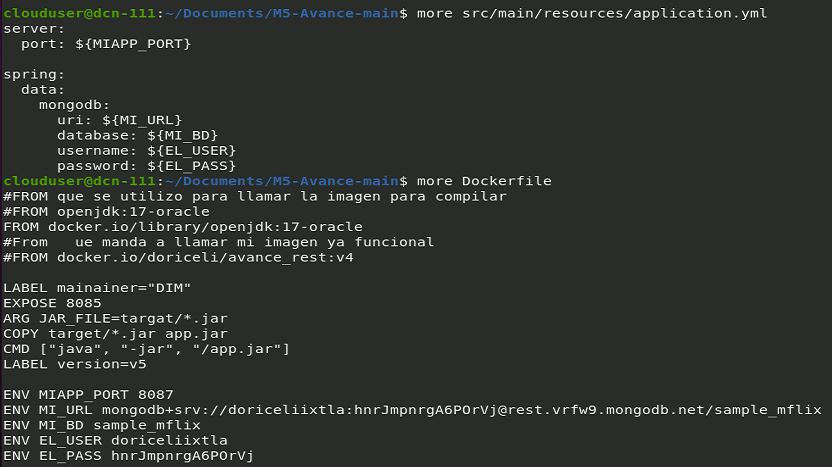 clouduser@dcn-111:~/Documents/M5-Avance-main$ more src/main/resources/application.yml
server:
  port: ${MIAPP_PORT}

spring:
  data:
    mongodb:
      uri: ${MI_URL}
      database: ${MI_BD}
      username: ${EL_USER}
      password: ${EL_PASS}
clouduser@dcn-111:~/Documents/M5-Avance-main$ more Dockerfile
#FROM que se utilizo para llamar la imagen para compilar
#FROM openjdk:17-oracle
FROM docker.io/library/openjdk:17-oracle
#From   ue manda a llamar mi imagen ya funcional
#FROM docker.io/doriceli/avance_rest:v4

LABEL mainainer="DIM"
EXPOSE 8085
ARG JAR_FILE=targat/*.jar
COPY target/*.jar app.jar
CMD ["java", "-jar", "/app.jar"]
LABEL version=v5

ENV MIAPP_PORT 8087
ENV MI_URL mongodb+srv://doriceliixtla:hnrJmpnrgA6POrVj@rest.vrfw9.mongodb.net/sample_mflix
ENV MI_BD sample_mflix
ENV EL_USER doriceliixtla
ENV EL_PASS hnrJmpnrgA6POrVj